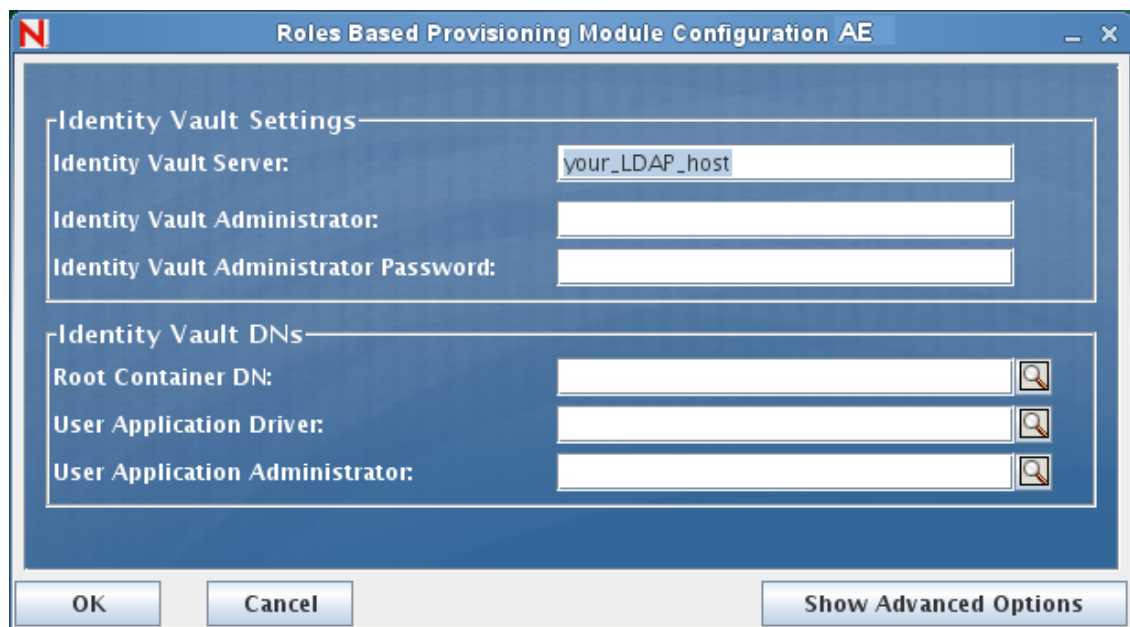 N
Roles Based Provisioning Module Configuration AE
Identity Vault Settings
Identity Vault Server: your_LDAP_host
Identity Vault Administrator:
Identity Vault Administrator Password:
Identity Vault DNs
Root Container DN:
User Application Driver:
User Application Administrator:
OK Cancel Show Advanced Options